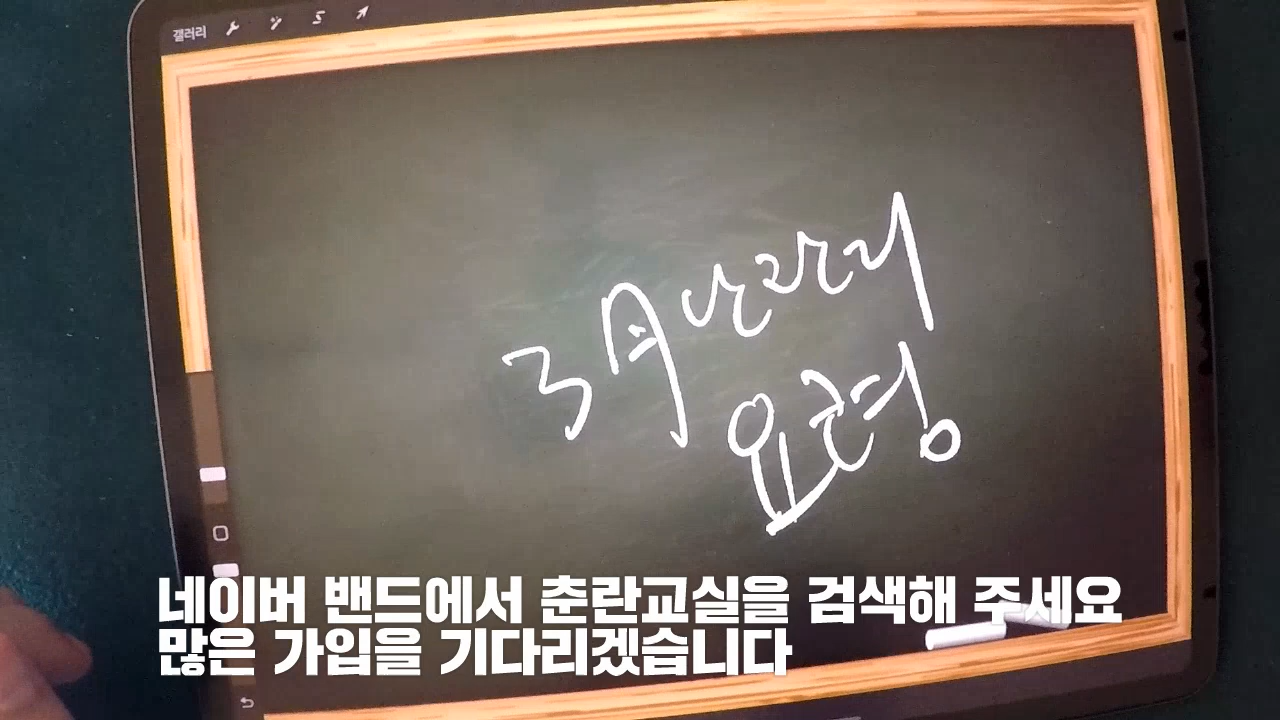 갤러리
3月 난관리
요령
네이버 밴드에서 춘란교실을 검색해 주세요
많은 가입을 기다리겠습니다